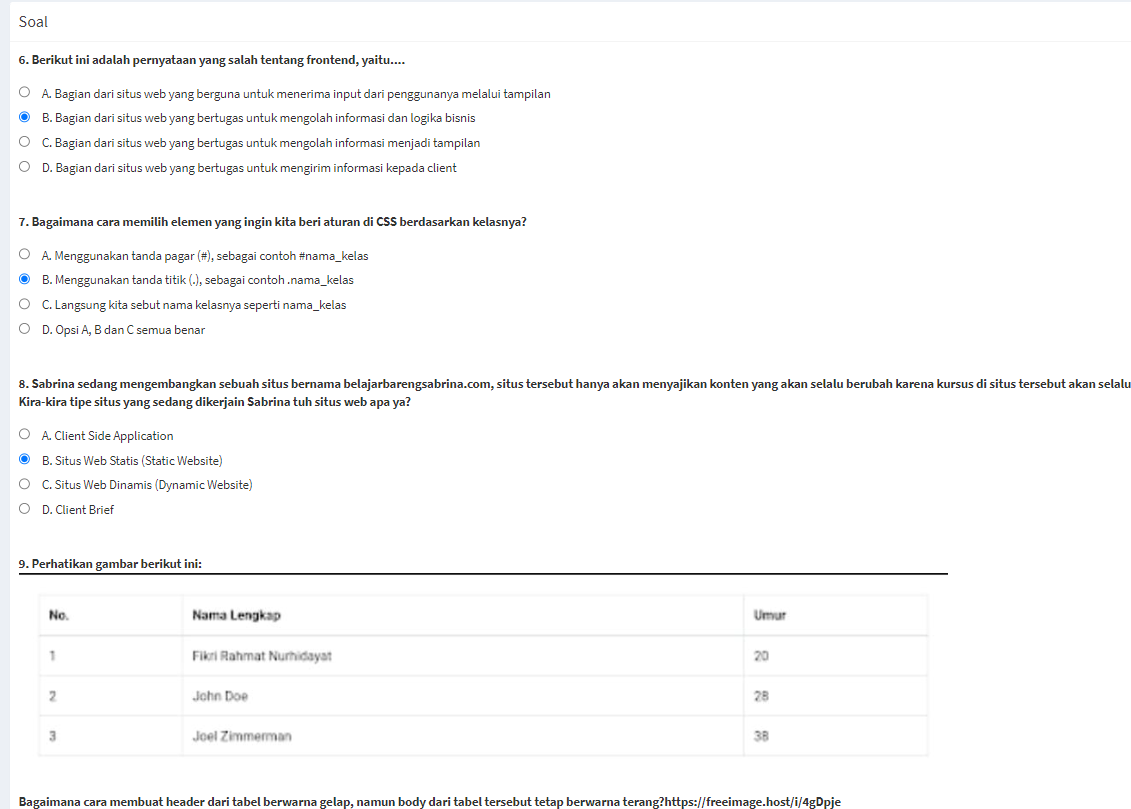 Soal
6. Berikut ini adalah pernyataan yang salah tentang frontend, yaitu....
A. Bagian dari situs web yang berguna untuk menerima input dari penggunanya melalui tampilan
B. Bagian dari situs web yang bertugas untuk mengolah informasi dan logika bisnis
C. Bagian dari situs web yang bertugas untuk mengolah informasi menjadi tampilan
D. Bagian dari situs web yang bertugas untuk mengirim informasi kepada client
7. Bagaimana cara memilih elemen yang ingin kita beri aturan di CSS berdasarkan kelasnya?
A. Menggunakan tanda pagar (#), sebagai contoh #nama_kelas
B. Menggunakan tanda titik (.), sebagai contoh .nama_kelas
C. Langsung kita sebut nama kelasnya seperti nama_kelas
D. Opsi A, B dan C semua benar
8. Sabrina sedang mengembangkan sebuah situs bernama belajarbarengsabrina.com, situs tersebut hanya akan menyajikan konten yang akan selalu berubah karena kursus di situs tersebut akan selalu
Kira-kira tipe situs yang sedang dikerjain Sabrina tuh situs web apa ya?
A. Client Side Application
B. Situs Web Statis (Static Website)
C. Situs Web Dinamis (Dynamic Website)
D. Client Brief
9. Perhatikan gambar berikut ini:
No. Nama Lengkap Umur
1 Fikri Rahmat Nurhidayat 20
2 John Doe 28
3 Joel Zimmerman 38
Bagaimana cara membuat header dari tabel berwarna gelap, namun body dari tabel tersebut tetap berwarna terang?https://freeimage.host/i/4gDpje